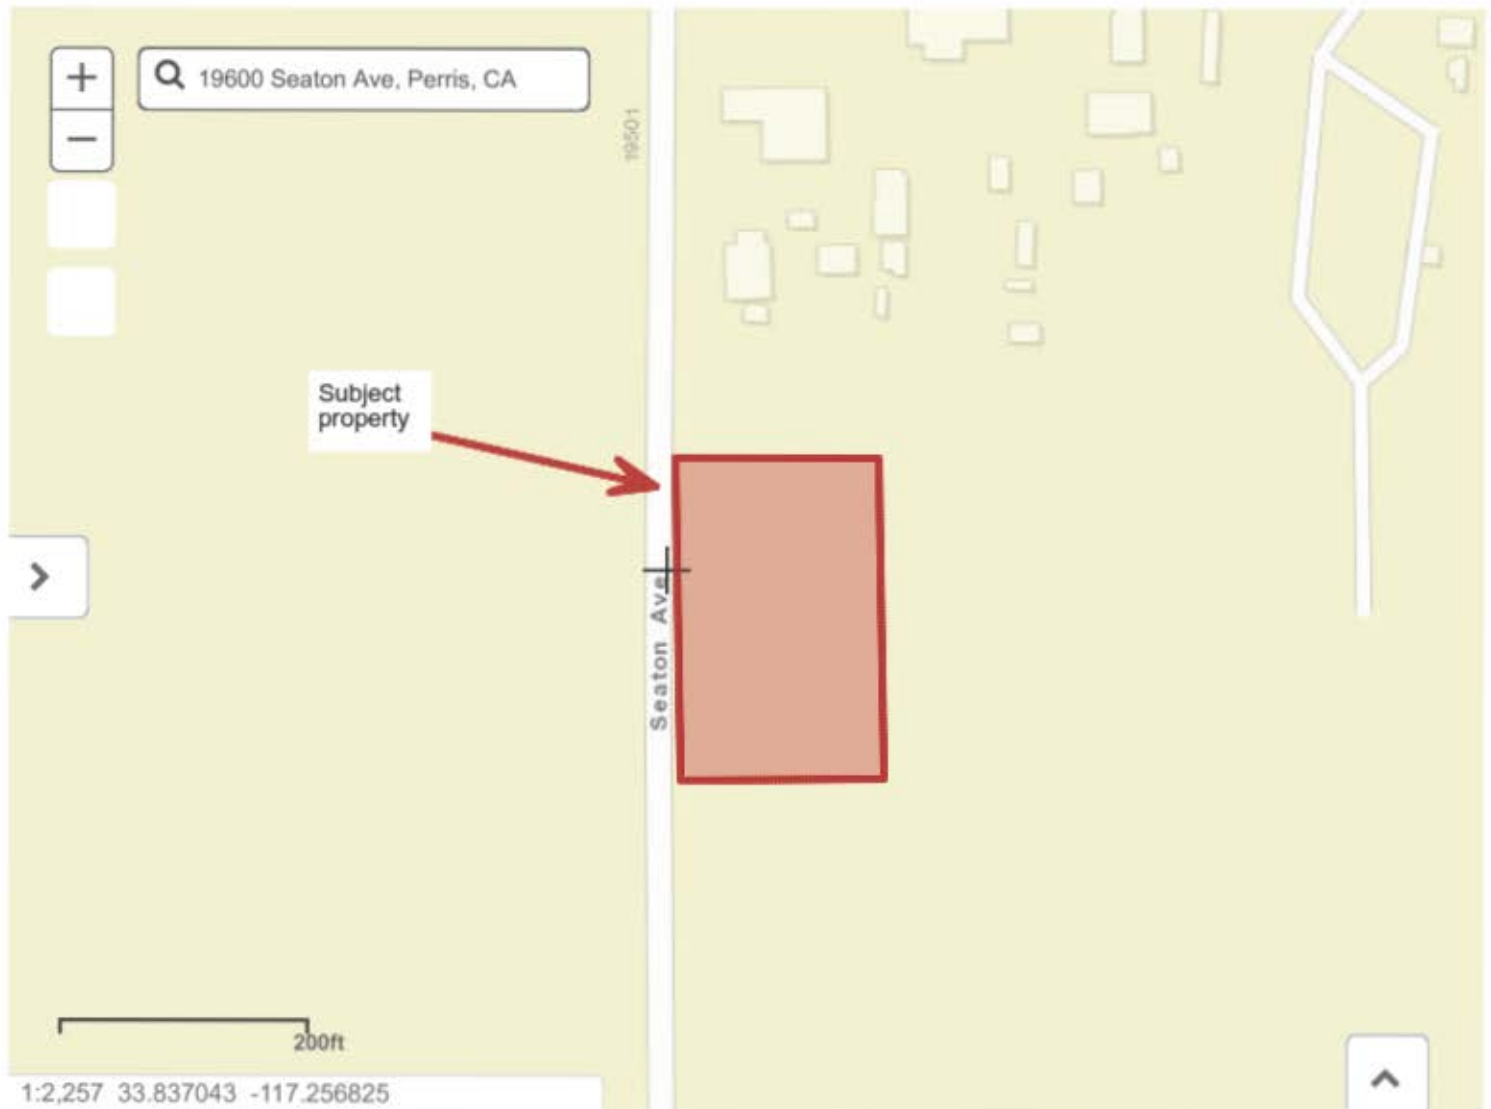 19600 Seaton Ave, Perris, CA
19501
Subject
property
Seaton Ave
200ft
1:2,257 33.837043 -117.256825